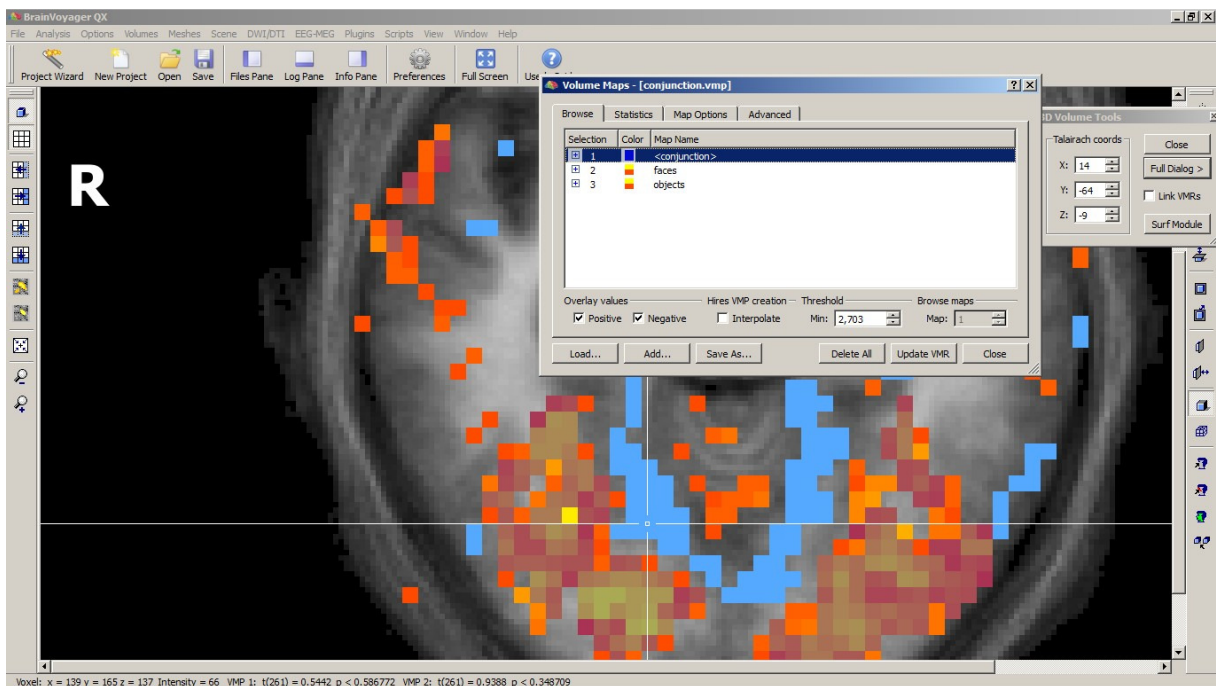 BrainVoyager QX
File Analysis Options Volumes Meshes Scene DWI/DTI EEG-MEG Plugins Scripts View Window Help
Project Wizard New Project Open Save Files Pane Log Pane Info Pane Preferences Full Screen
Volume Maps - [conjunction.vmp]
Browse Statistics Map Options Advanced
Selection Color Map Name
1 <conjunction>
2 faces
3 objects
Overlay values Hires VMP creation Threshold Browse maps
Positive Negative Interpolate Min: 2,703 Map: 1
Load... Add... Save As... Delete All Update VMR Close
3D Volume Tools
Talairach coords Close
X: 14 Full Dialog >
Y: -64 Link VMRs
Z: -9 Surf Module
R
Voxel: x = 139 y = 165 z = 137 Intensity = 66 VMP 1: t(261) = 0.5442 p < 0.586772 VMP 2: t(261) = 0.9388 p < 0.348709